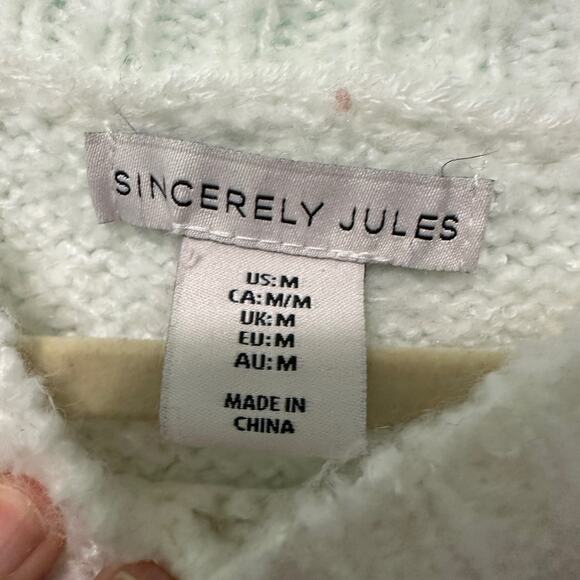 SINCERELY JULES
US: M
CA: M/M
UK: M
EU: M
AU: M
MADE IN
CHINA